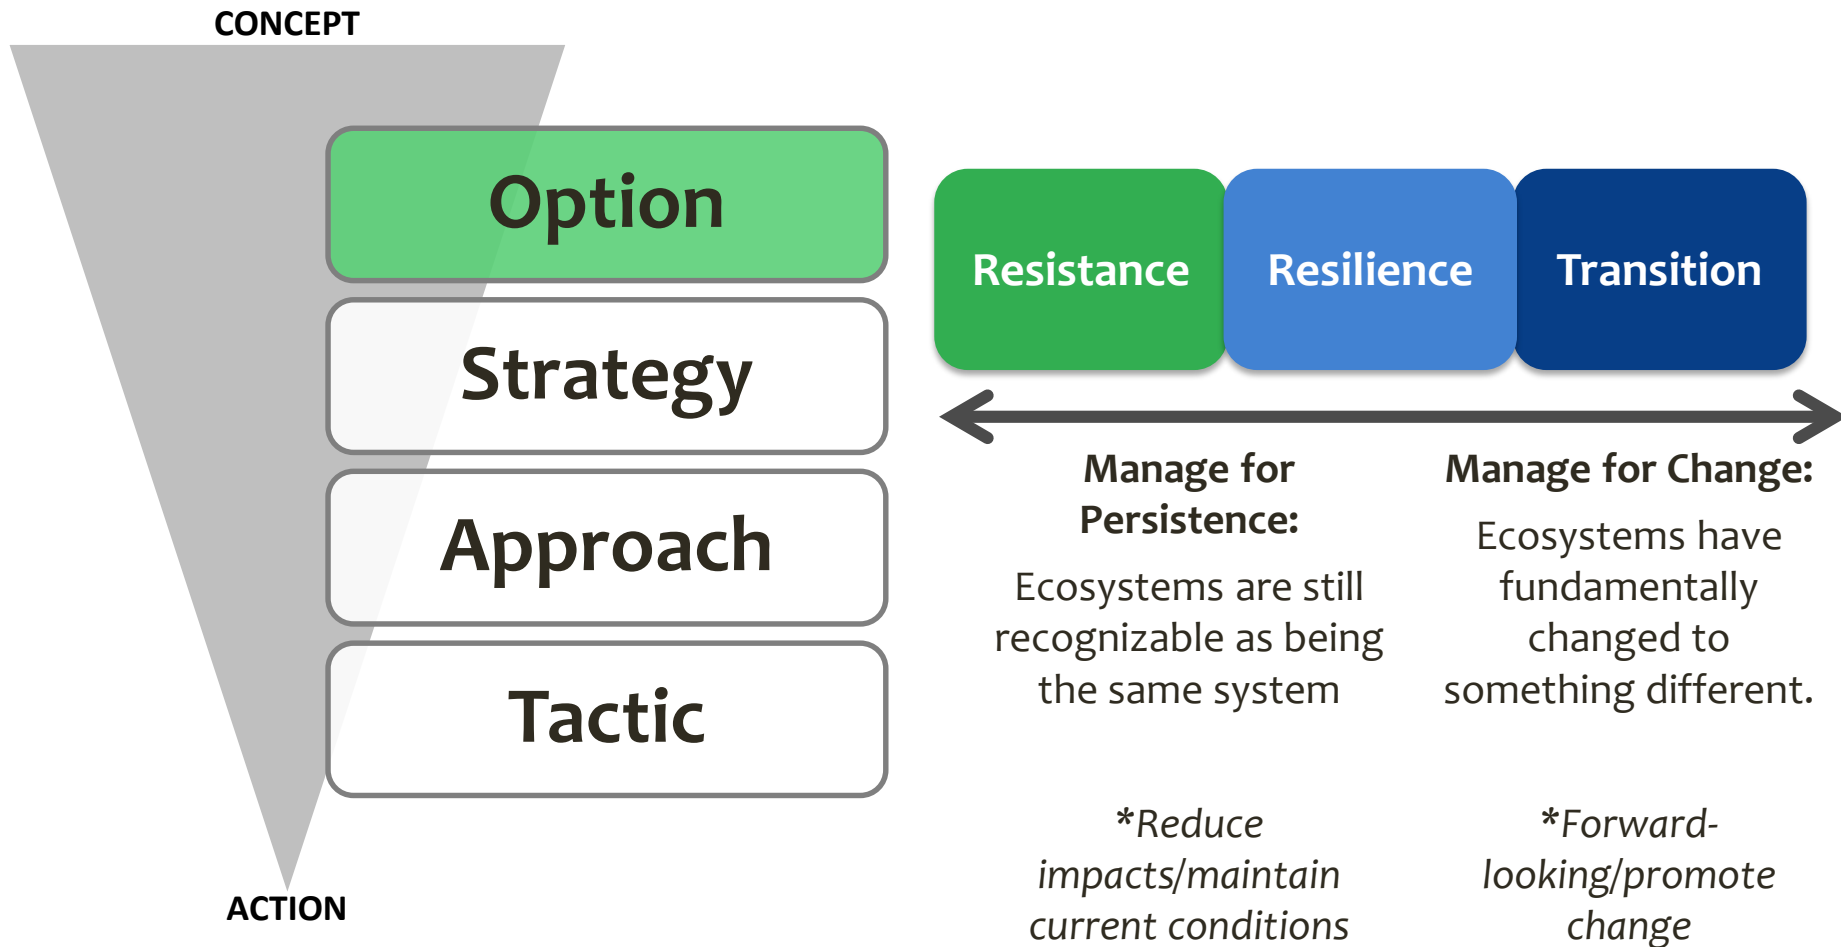 CONCEPT
Option
Strategy
Approach
Tactic
ACTION
Resistance
Resilience
Transition
Manage for
Persistence:
Ecosystems are still
recognizable as being
the same system
*Reduce
impacts/maintain
current conditions
Manage for Change:
Ecosystems have
fundamentally
changed to
something different.
*Forward-
looking/promote
change